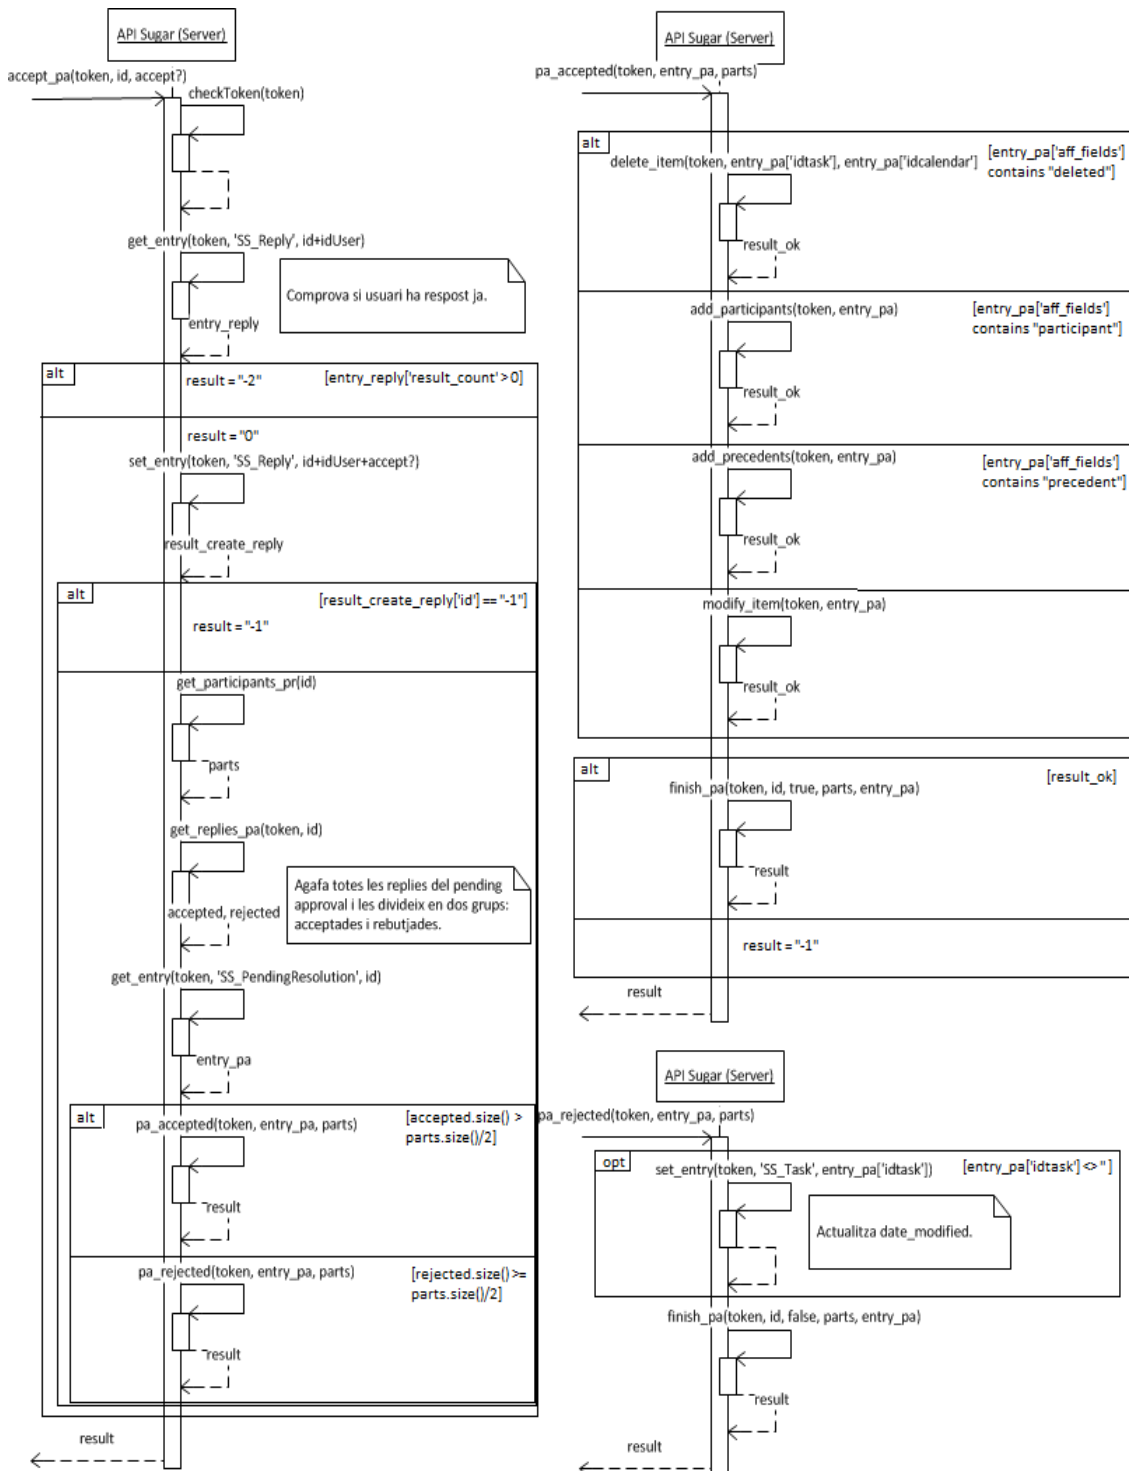 API Sugar (Server)
accept_pa(token, id, accept?)
checkToken(token)
get_entry(token, 'SS_Reply', id+idUser)
Comprova si usuari ha respost ja.
entry_reply
alt
result = "-2"
[entry_reply['result_count' > 0]
result = "0"
set_entry(token, 'SS_Reply', id+idUser+accept?)
result_create_reply
alt
[result_create_reply['id'] == "-1"]
result = "-1"
get_participants_pr(id)
parts
get_replies_pa(token, id)
Agafa totes les replies del pending
approval i les divideix en dos grups:
acceptades i rebutjades.
accepted, rejected
get_entry(token, 'SS_PendingResolution', id)
entry_pa
alt
pa_accepted(token, entry_pa, parts)
[accepted.size() >
parts.size()/2]
result
pa_rejected(token, entry_pa, parts)
[rejected.size() >=
parts.size()/2]
result
result
API Sugar (Server)
pa_accepted(token, entry_pa, parts)
alt
delete_item(token, entry_pa['idtask'], entry_pa['idcalendar']
[entry_pa['aff_fields']
contains "deleted"]
result_ok
add_participants(token, entry_pa)
[entry_pa['aff_fields']
contains "participant"]
result_ok
add_precedents(token, entry_pa)
[entry_pa['aff_fields']
contains "precedent"]
result_ok
modify_item(token, entry_pa)
result_ok
alt
[result_ok]
finish_pa(token, id, true, parts, entry_pa)
result
result = "-1"
result
API Sugar (Server)
pa_rejected(token, entry_pa, parts)
opt
set_entry(token, 'SS_Task', entry_pa['idtask'])
[entry_pa['idtask'] <> '']
Actualitza date_modified.
finish_pa(token, id, false, parts, entry_pa)
result
result